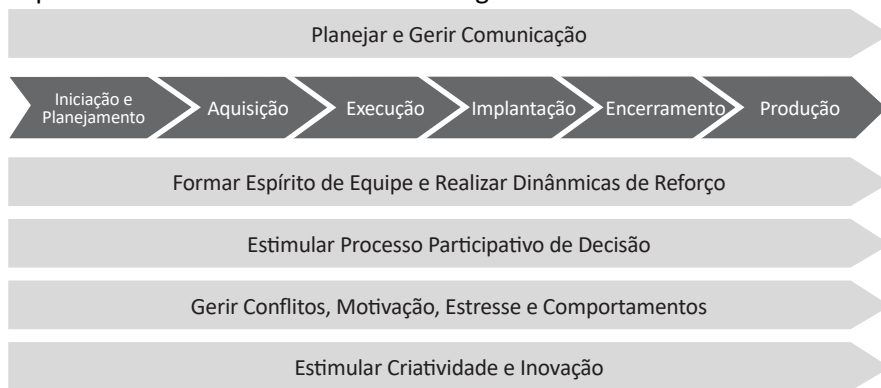 Planejar e Gerir Comunicação
Iniciação e
Planejamento
Aquisição
Execução
Implantação
Encerramento
Produção
Formar Espírito de Equipe e Realizar Dinânmicas de Reforço
Estimular Processo Participativo de Decisão
Gerir Conflitos, Motivação, Estresse e Comportamentos
Estimular Criatividade e Inovação